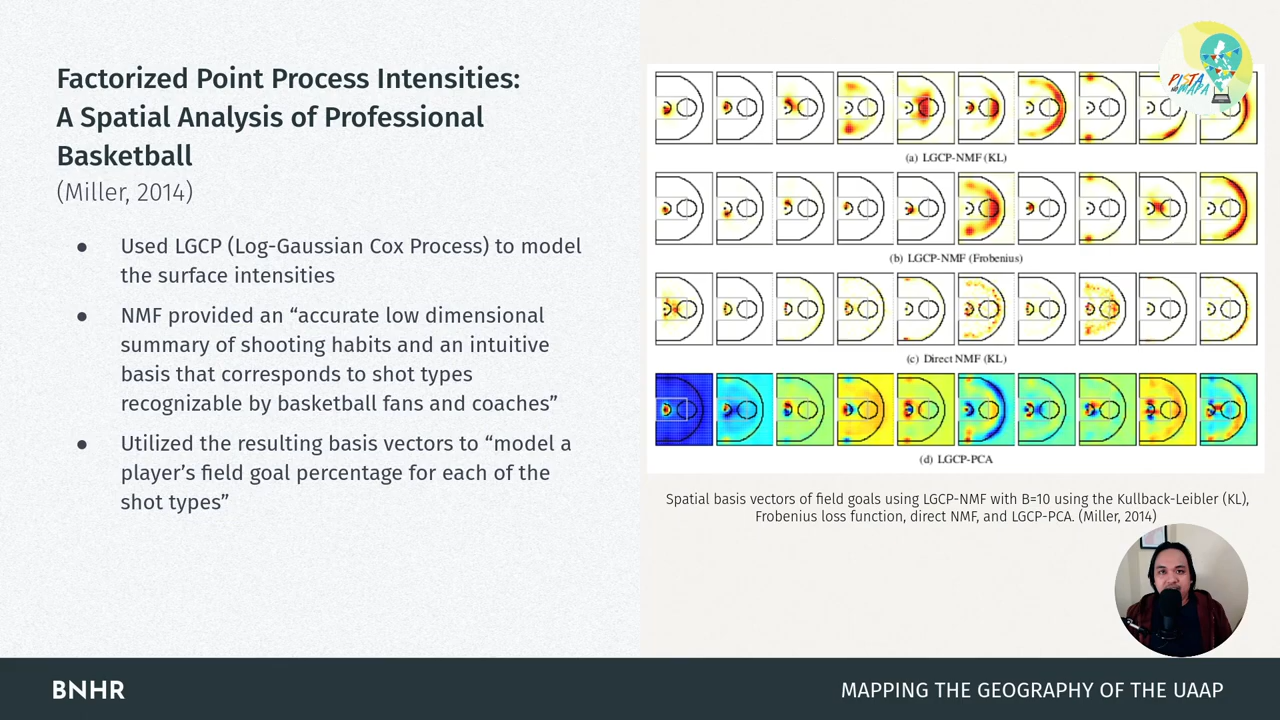 Factorized Point Process Intensities:
A Spatial Analysis of Professional
Basketball
(Miller, 2014)
● Used LGCP (Log-Gaussian Cox Process) to model
the surface intensities
● NMF provided an “accurate low dimensional
summary of shooting habits and an intuitive
basis that corresponds to shot types
recognizable by basketball fans and coaches”
● Utilized the resulting basis vectors to “model a
player’s field goal percentage for each of the
shot types”
PISTA
NG
MAPA
(a) LGCP-NMF (KL)
(b) LGCP-NMF (Frobenius)
(c) Direct NMF (KL)
(d) LGCP-PCA
Spatial basis vectors of field goals using LGCP-NMF with B=10 using the Kullback-Leibler (KL),
Frobenius loss function, direct NMF, and LGCP-PCA. (Miller, 2014)
BNHR
MAPPING THE GEOGRAPHY OF THE UAAP